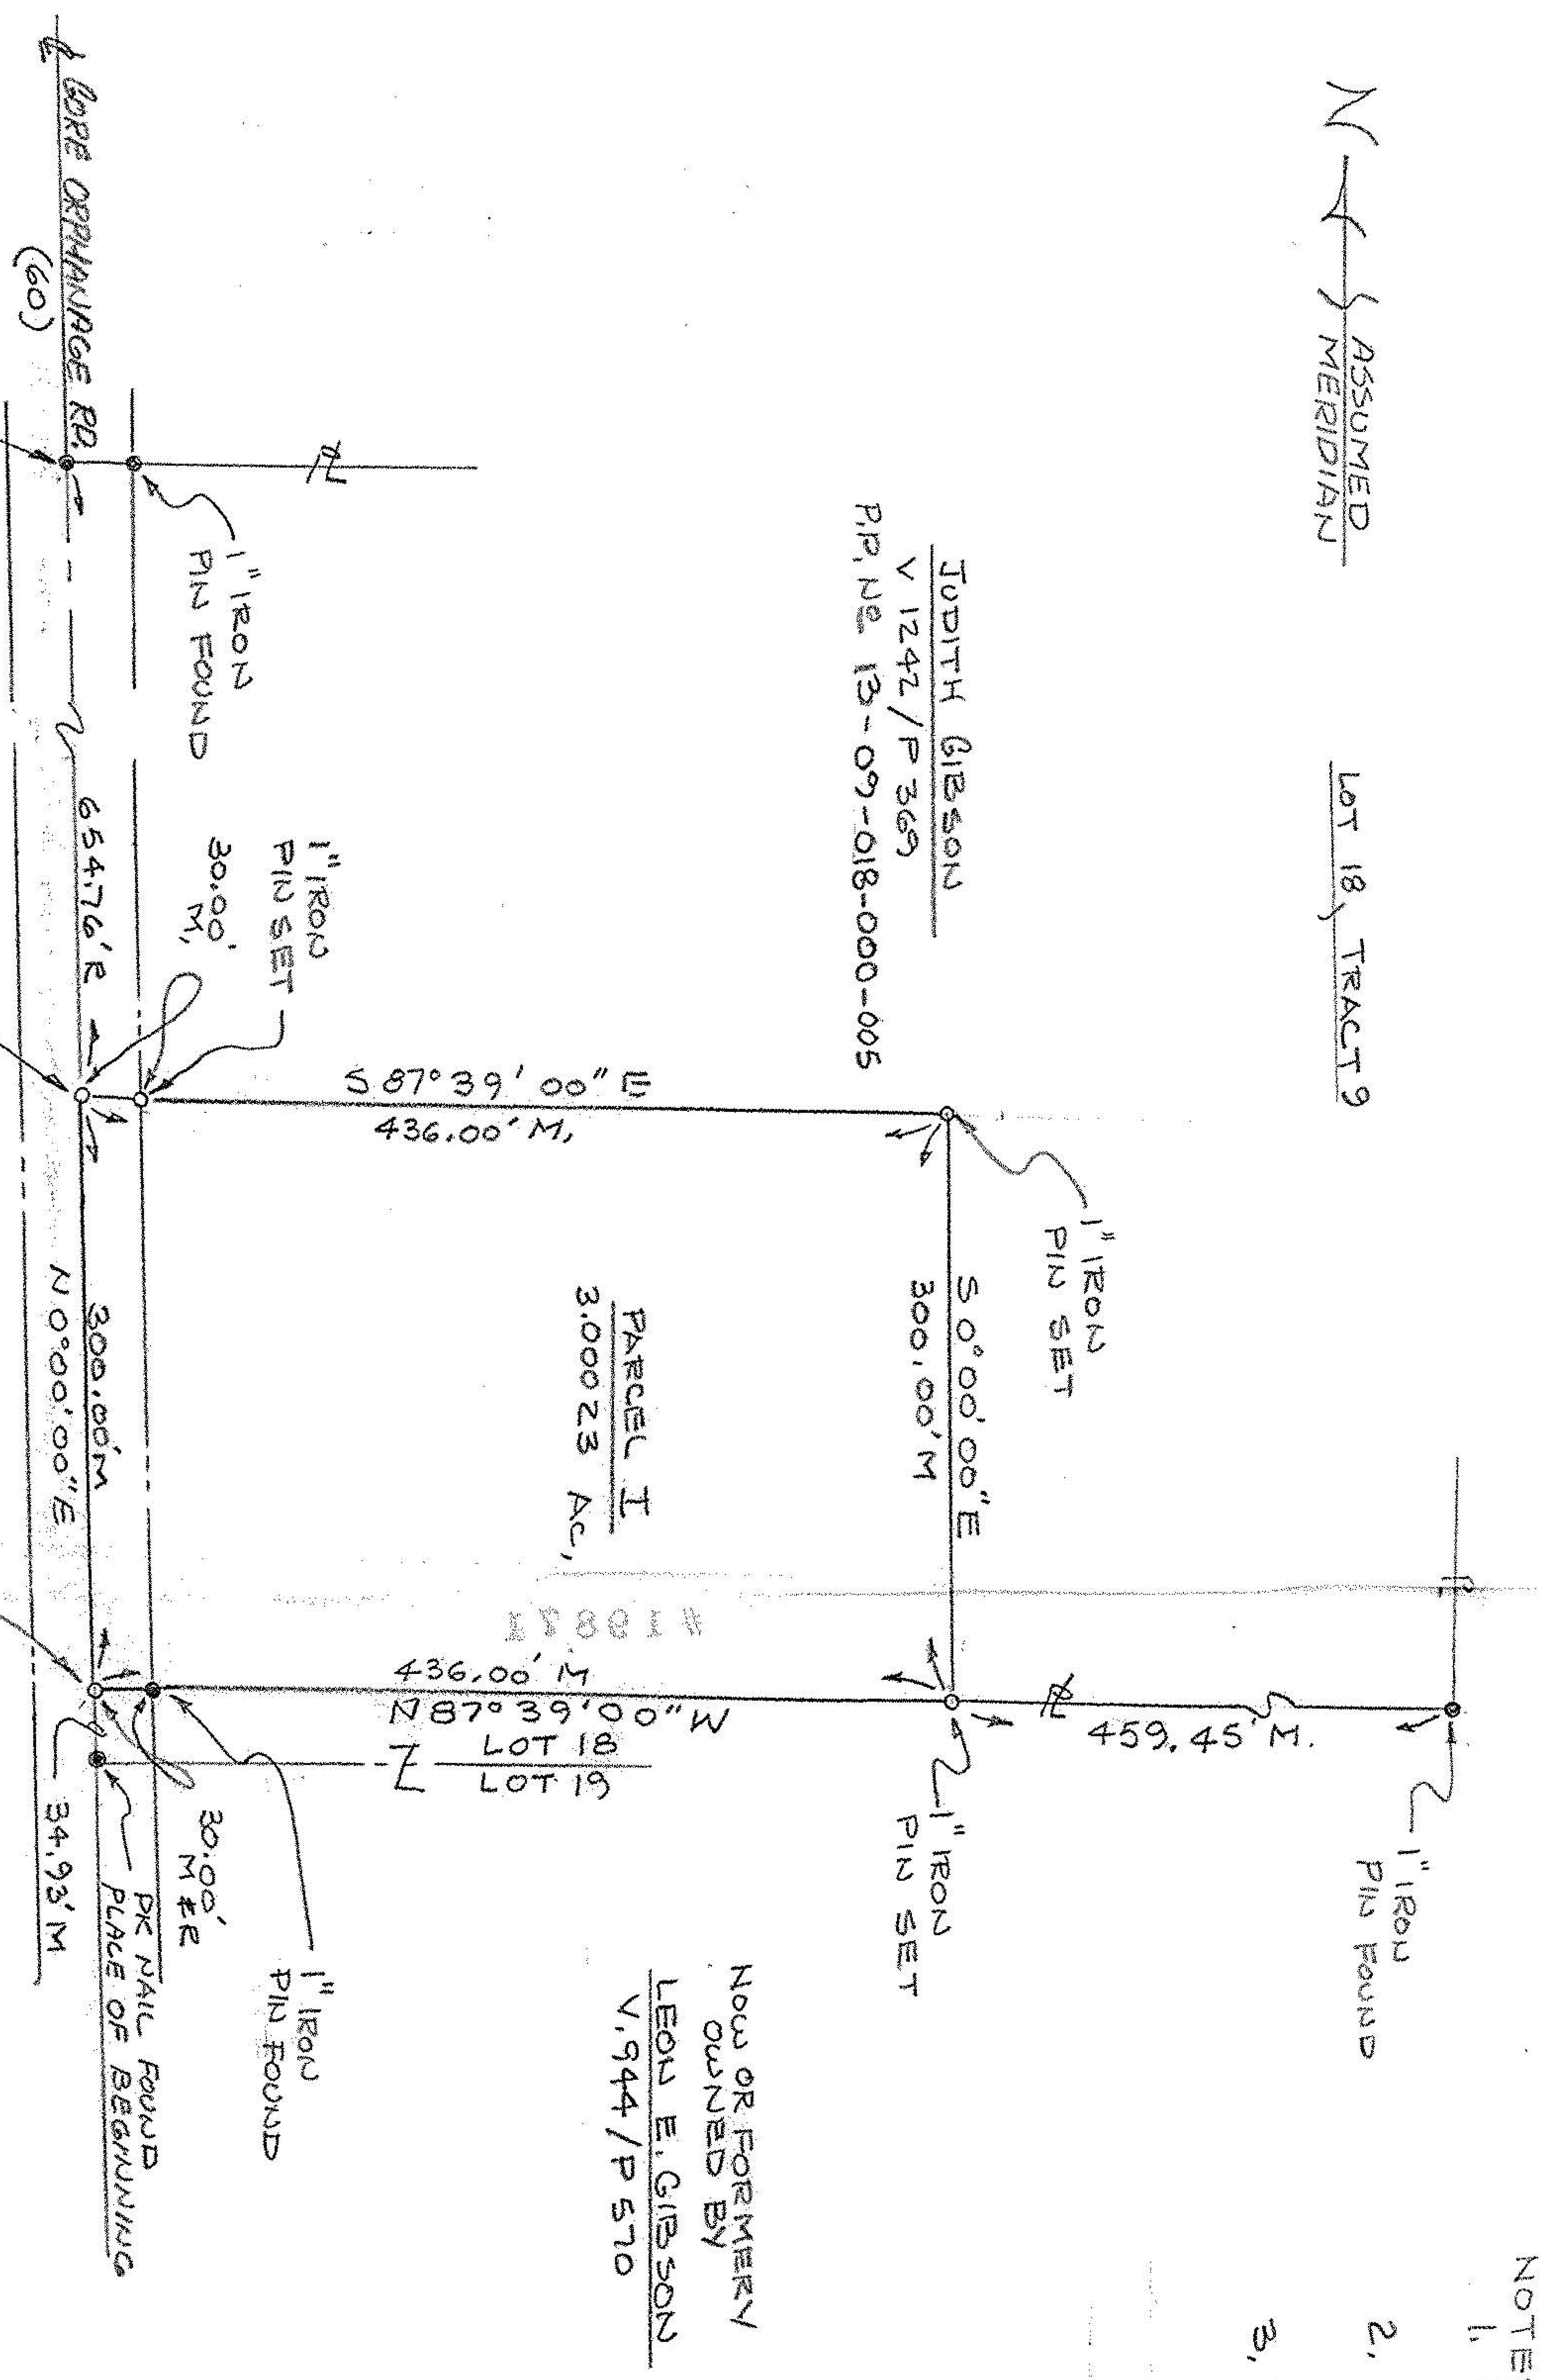 N
ASSUMED
MERIDIAN
LOT 18, TRACT 9
JUDITH GIBSON
V 1242/P 369
P.P. No. 13-09-018-000-005
℄ GORE ORPHANAGE RD.
(60)
PL
1" IRON
PIN FOUND
1" IRON
PIN SET
30.00'
M.
654.76' R
S 87° 39' 00" E
436.00' M.
1" IRON
PIN SET
S 0° 00' 00" E
300.00' M
PARCEL I
3.00023 AC.
300.00' M
N 0° 00' 00" E
#19871
436.00' M
N 87° 39' 00" W
LOT 18
LOT 19
PL
459.45' M.
1" IRON
PIN FOUND
1" IRON
PIN SET
1" IRON
PIN FOUND
30.00'
M & R
PK NAIL FOUND
PLACE OF BEGINNING
34.93' M
NOW OR FORMERY
OWNED BY
LEON E. GIBSON
V. 944/P 570
NOTE
1.
2.
3.